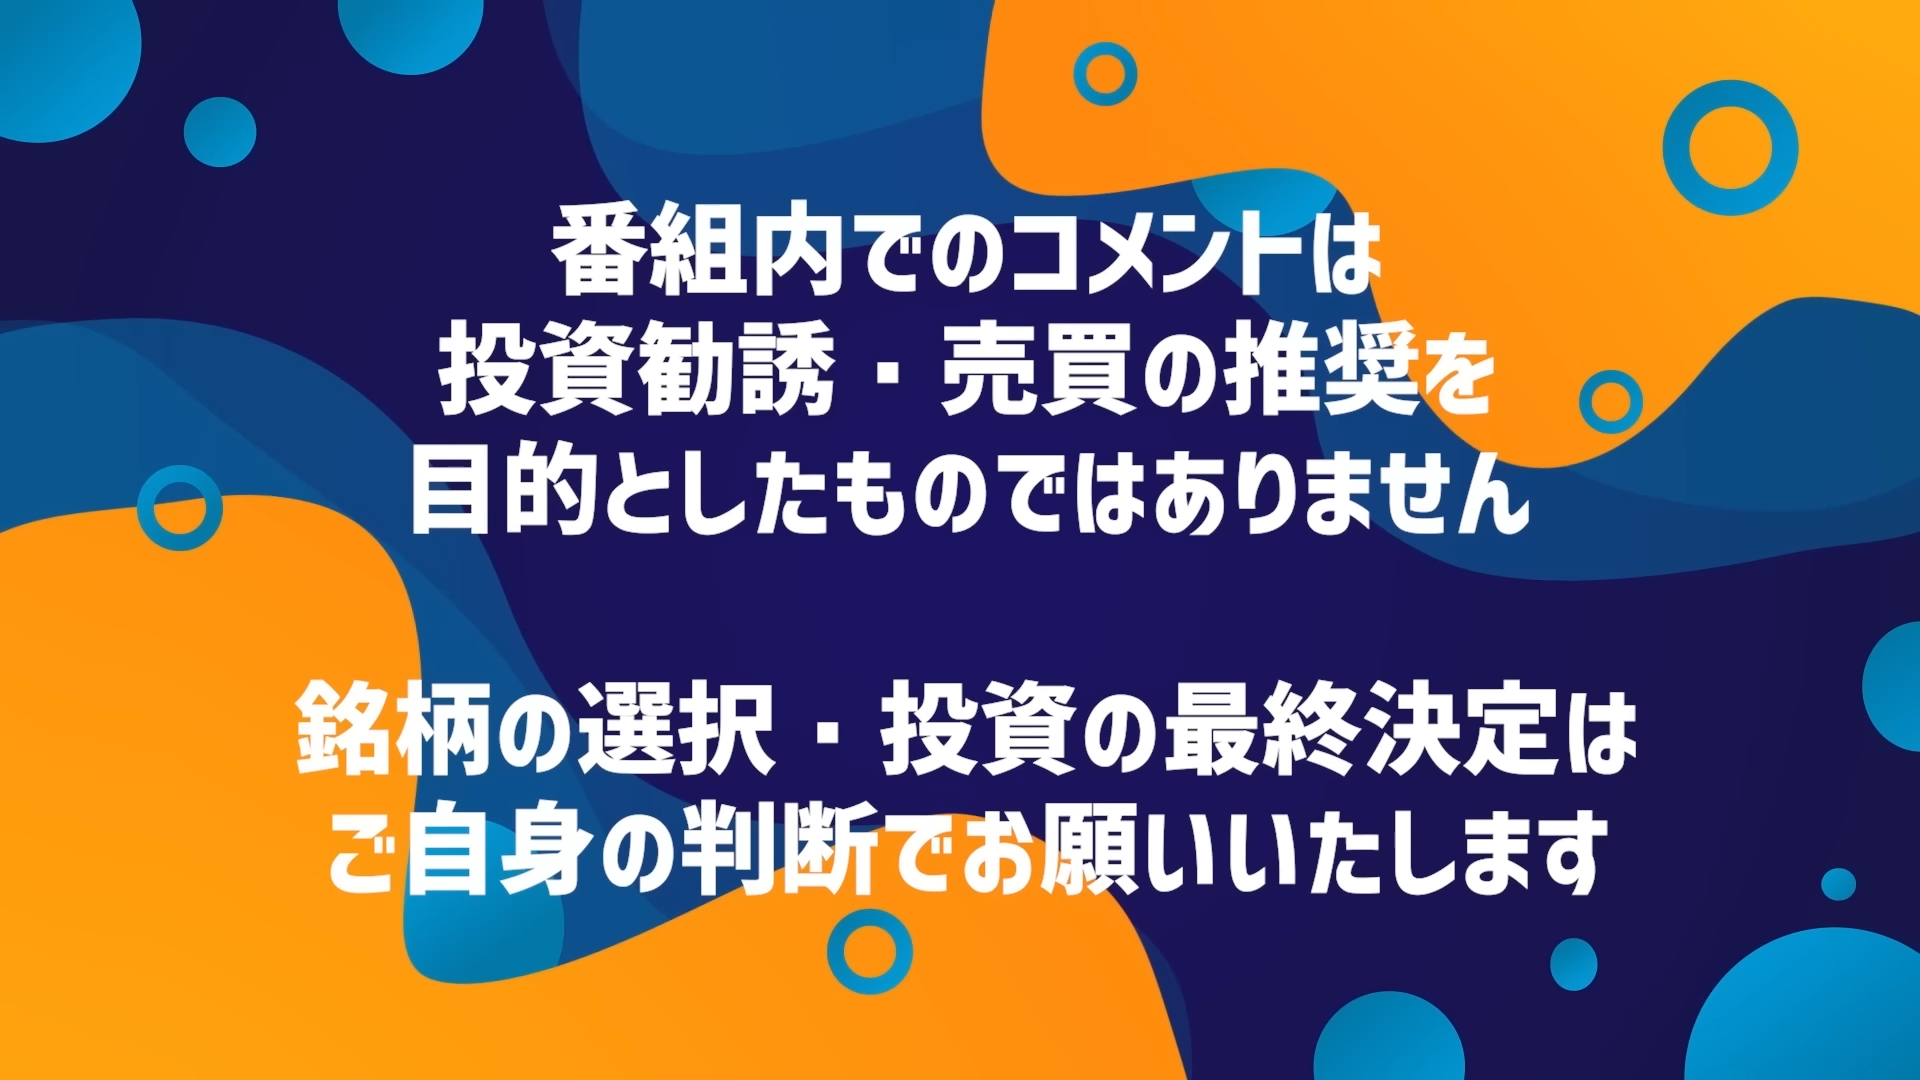 番組内でのコメントは
投資勧誘・売買の推奨を
目的としたものではありません
銘柄の選択・投資の最終決定は
ご自身の判断でお願いいたします